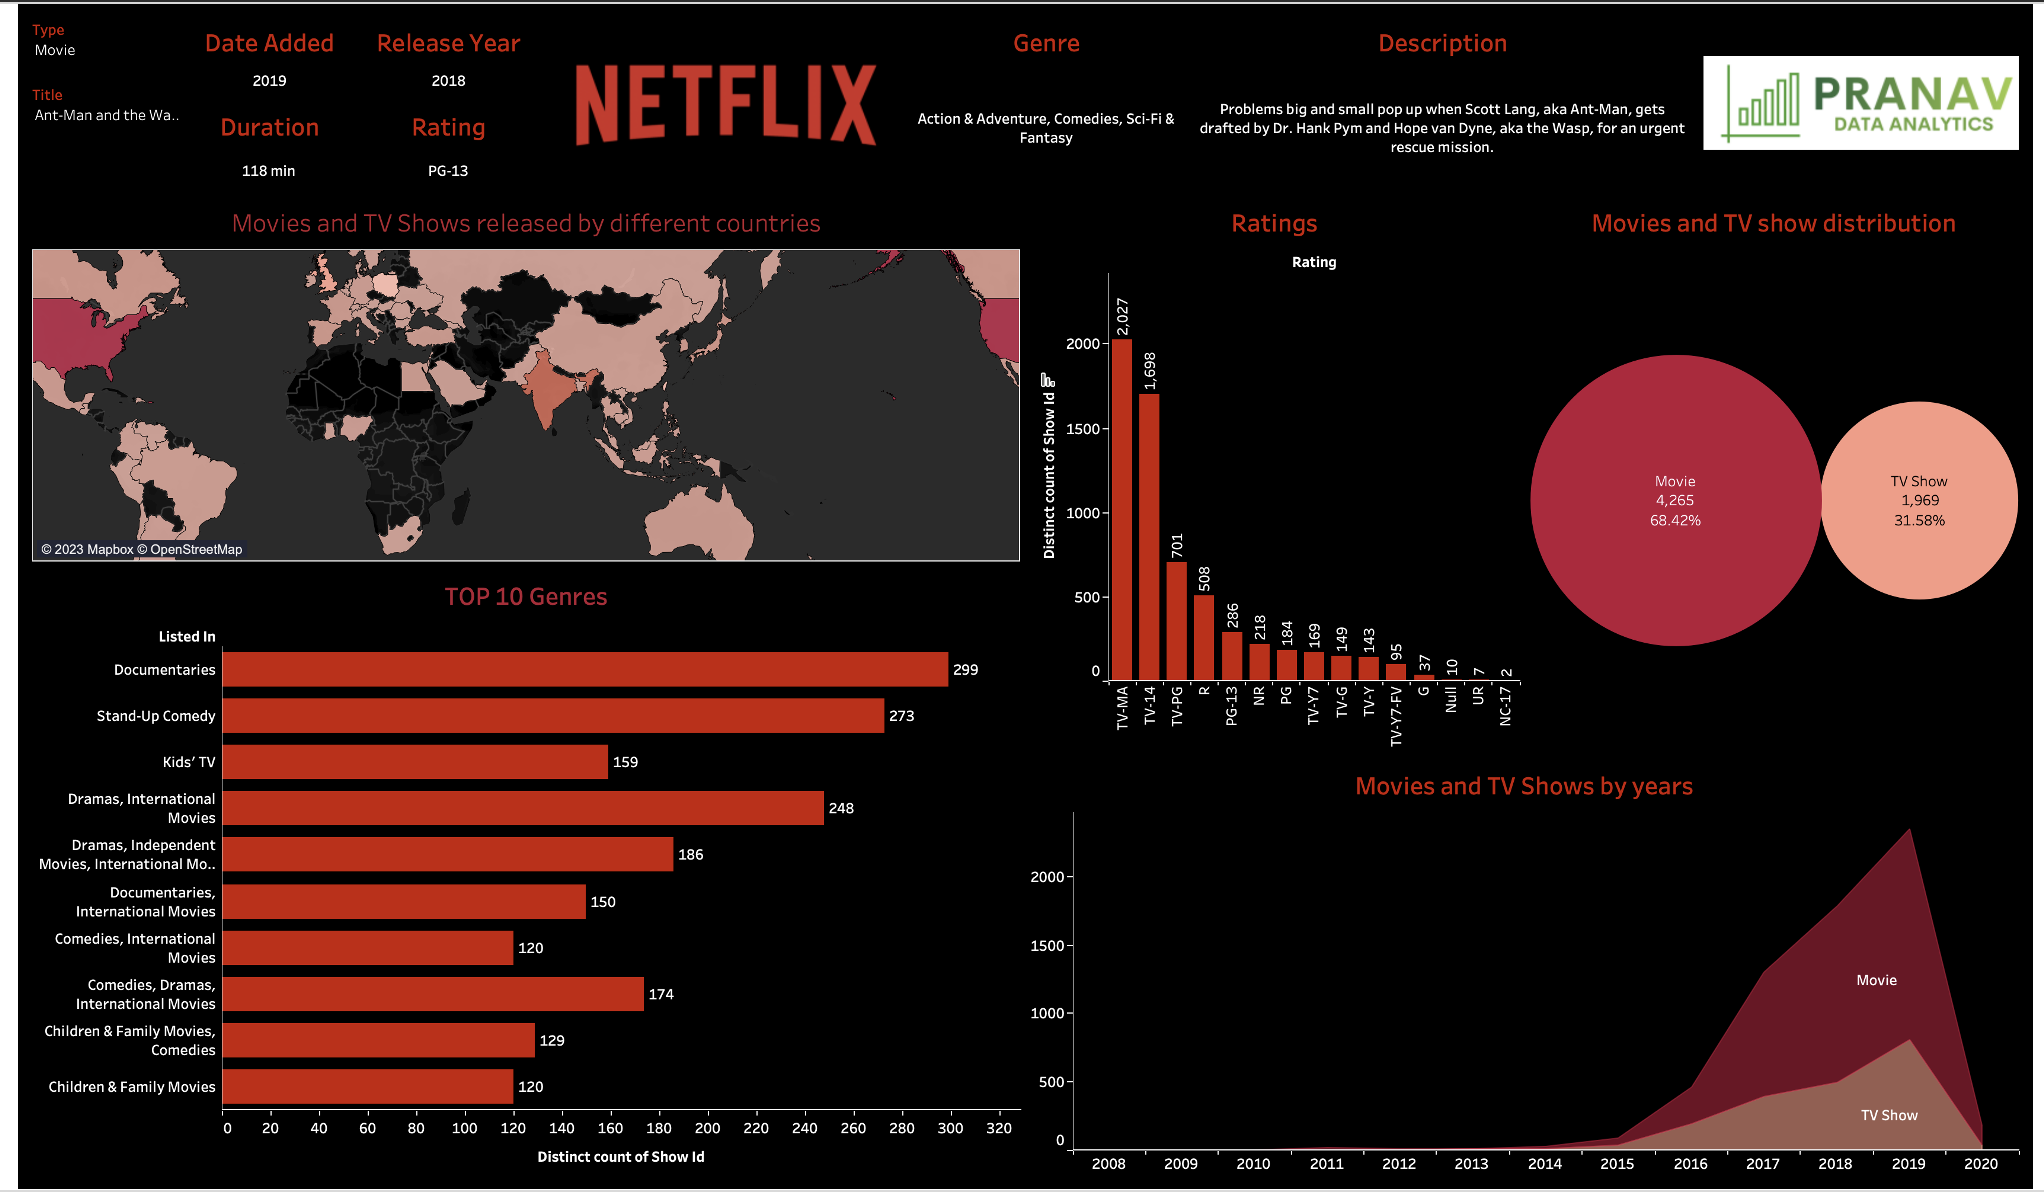 Type
Movie
Title
Ant-Man and the Wa..
Date Added
2019
Release Year
2018
Duration
118 min
Rating
PG-13
NETFLIX
Genre
Action & Adventure, Comedies, Sci-Fi &
Fantasy
Description
Problems big and small pop up when Scott Lang, aka Ant-Man, gets
drafted by Dr. Hank Pym and Hope van Dyne, aka the Wasp, for an urgent
rescue mission.
PRANAV
DATA ANALYTICS
Movies and TV Shows released by different countries
© 2023 Mapbox © OpenStreetMap
Ratings
Rating
Distinct count of Show Id
2000
1500
1000
500
0
2,027
1,698
701
508
286
218
184
169
149
143
95
37
10
7
2
TV-MA
TV-14
TV-PG
R
PG-13
NR
PG
TV-Y7
TV-G
TV-Y
TV-Y7-FV
G
Null
UR
NC-17
Movies and TV show distribution
Movie
4,265
68.42%
TV Show
1,969
31.58%
TOP 10 Genres
Listed In
Documentaries
299
Stand-Up Comedy
273
Kids' TV
159
Dramas, International
Movies
248
Dramas, Independent
Movies, International Mo..
186
Documentaries,
International Movies
150
Comedies, International
Movies
120
Comedies, Dramas,
International Movies
174
Children & Family Movies,
Comedies
129
Children & Family Movies
120
0 20 40 60 80 100 120 140 160 180 200 220 240 260 280 300 320
Distinct count of Show Id
Movies and TV Shows by years
2000
1500
1000
500
0
Movie
TV Show
2008 2009 2010 2011 2012 2013 2014 2015 2016 2017 2018 2019 2020